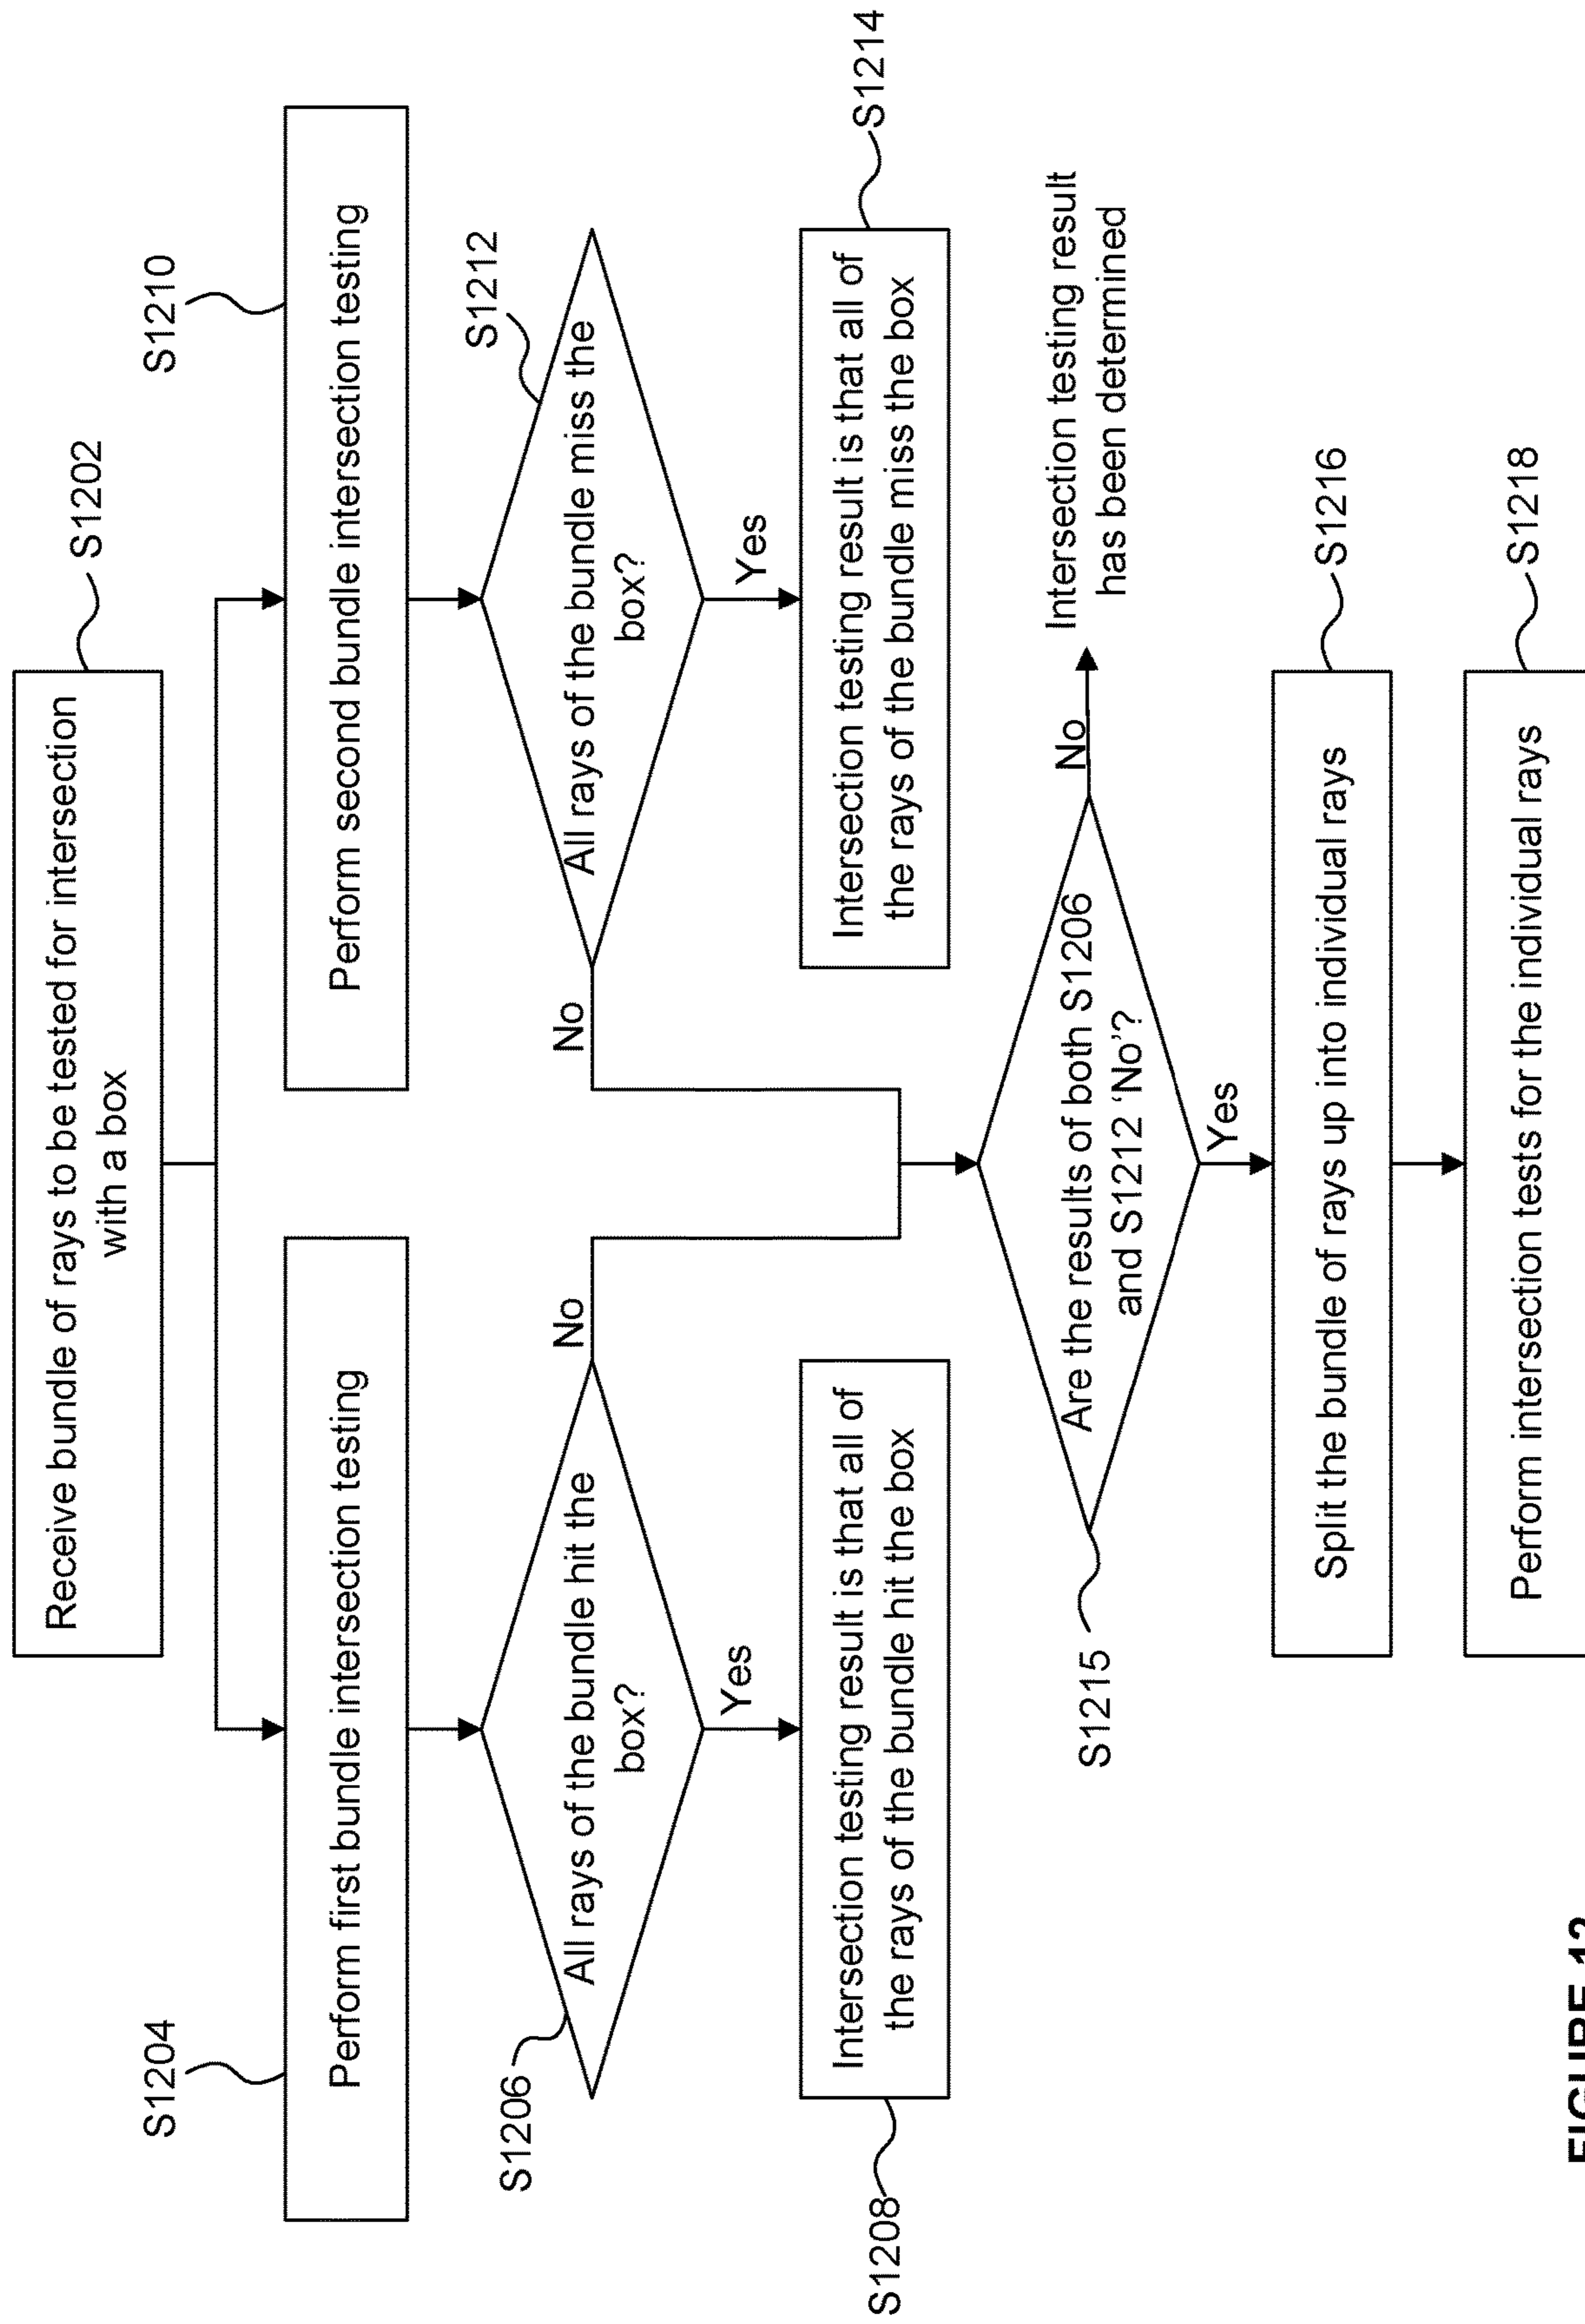 Receive bundle of rays to be tested for intersection
with a box
S1202
S1204
Perform first bundle intersection testing
S1210
Perform second bundle intersection testing
S1206
All rays of the bundle hit the
box?
No
Yes
S1212
All rays of the bundle miss the
box?
No
Yes
S1208
Intersection testing result is that all of
the rays of the bundle hit the box
Intersection testing result is that all of
the rays of the bundle miss the box
S1214
S1215
Are the results of both S1206
and S1212 ‘No’?
No
Intersection testing result
has been determined
Yes
Split the bundle of rays up into individual rays
S1216
Perform intersection tests for the individual rays
S1218
FIGURE 12